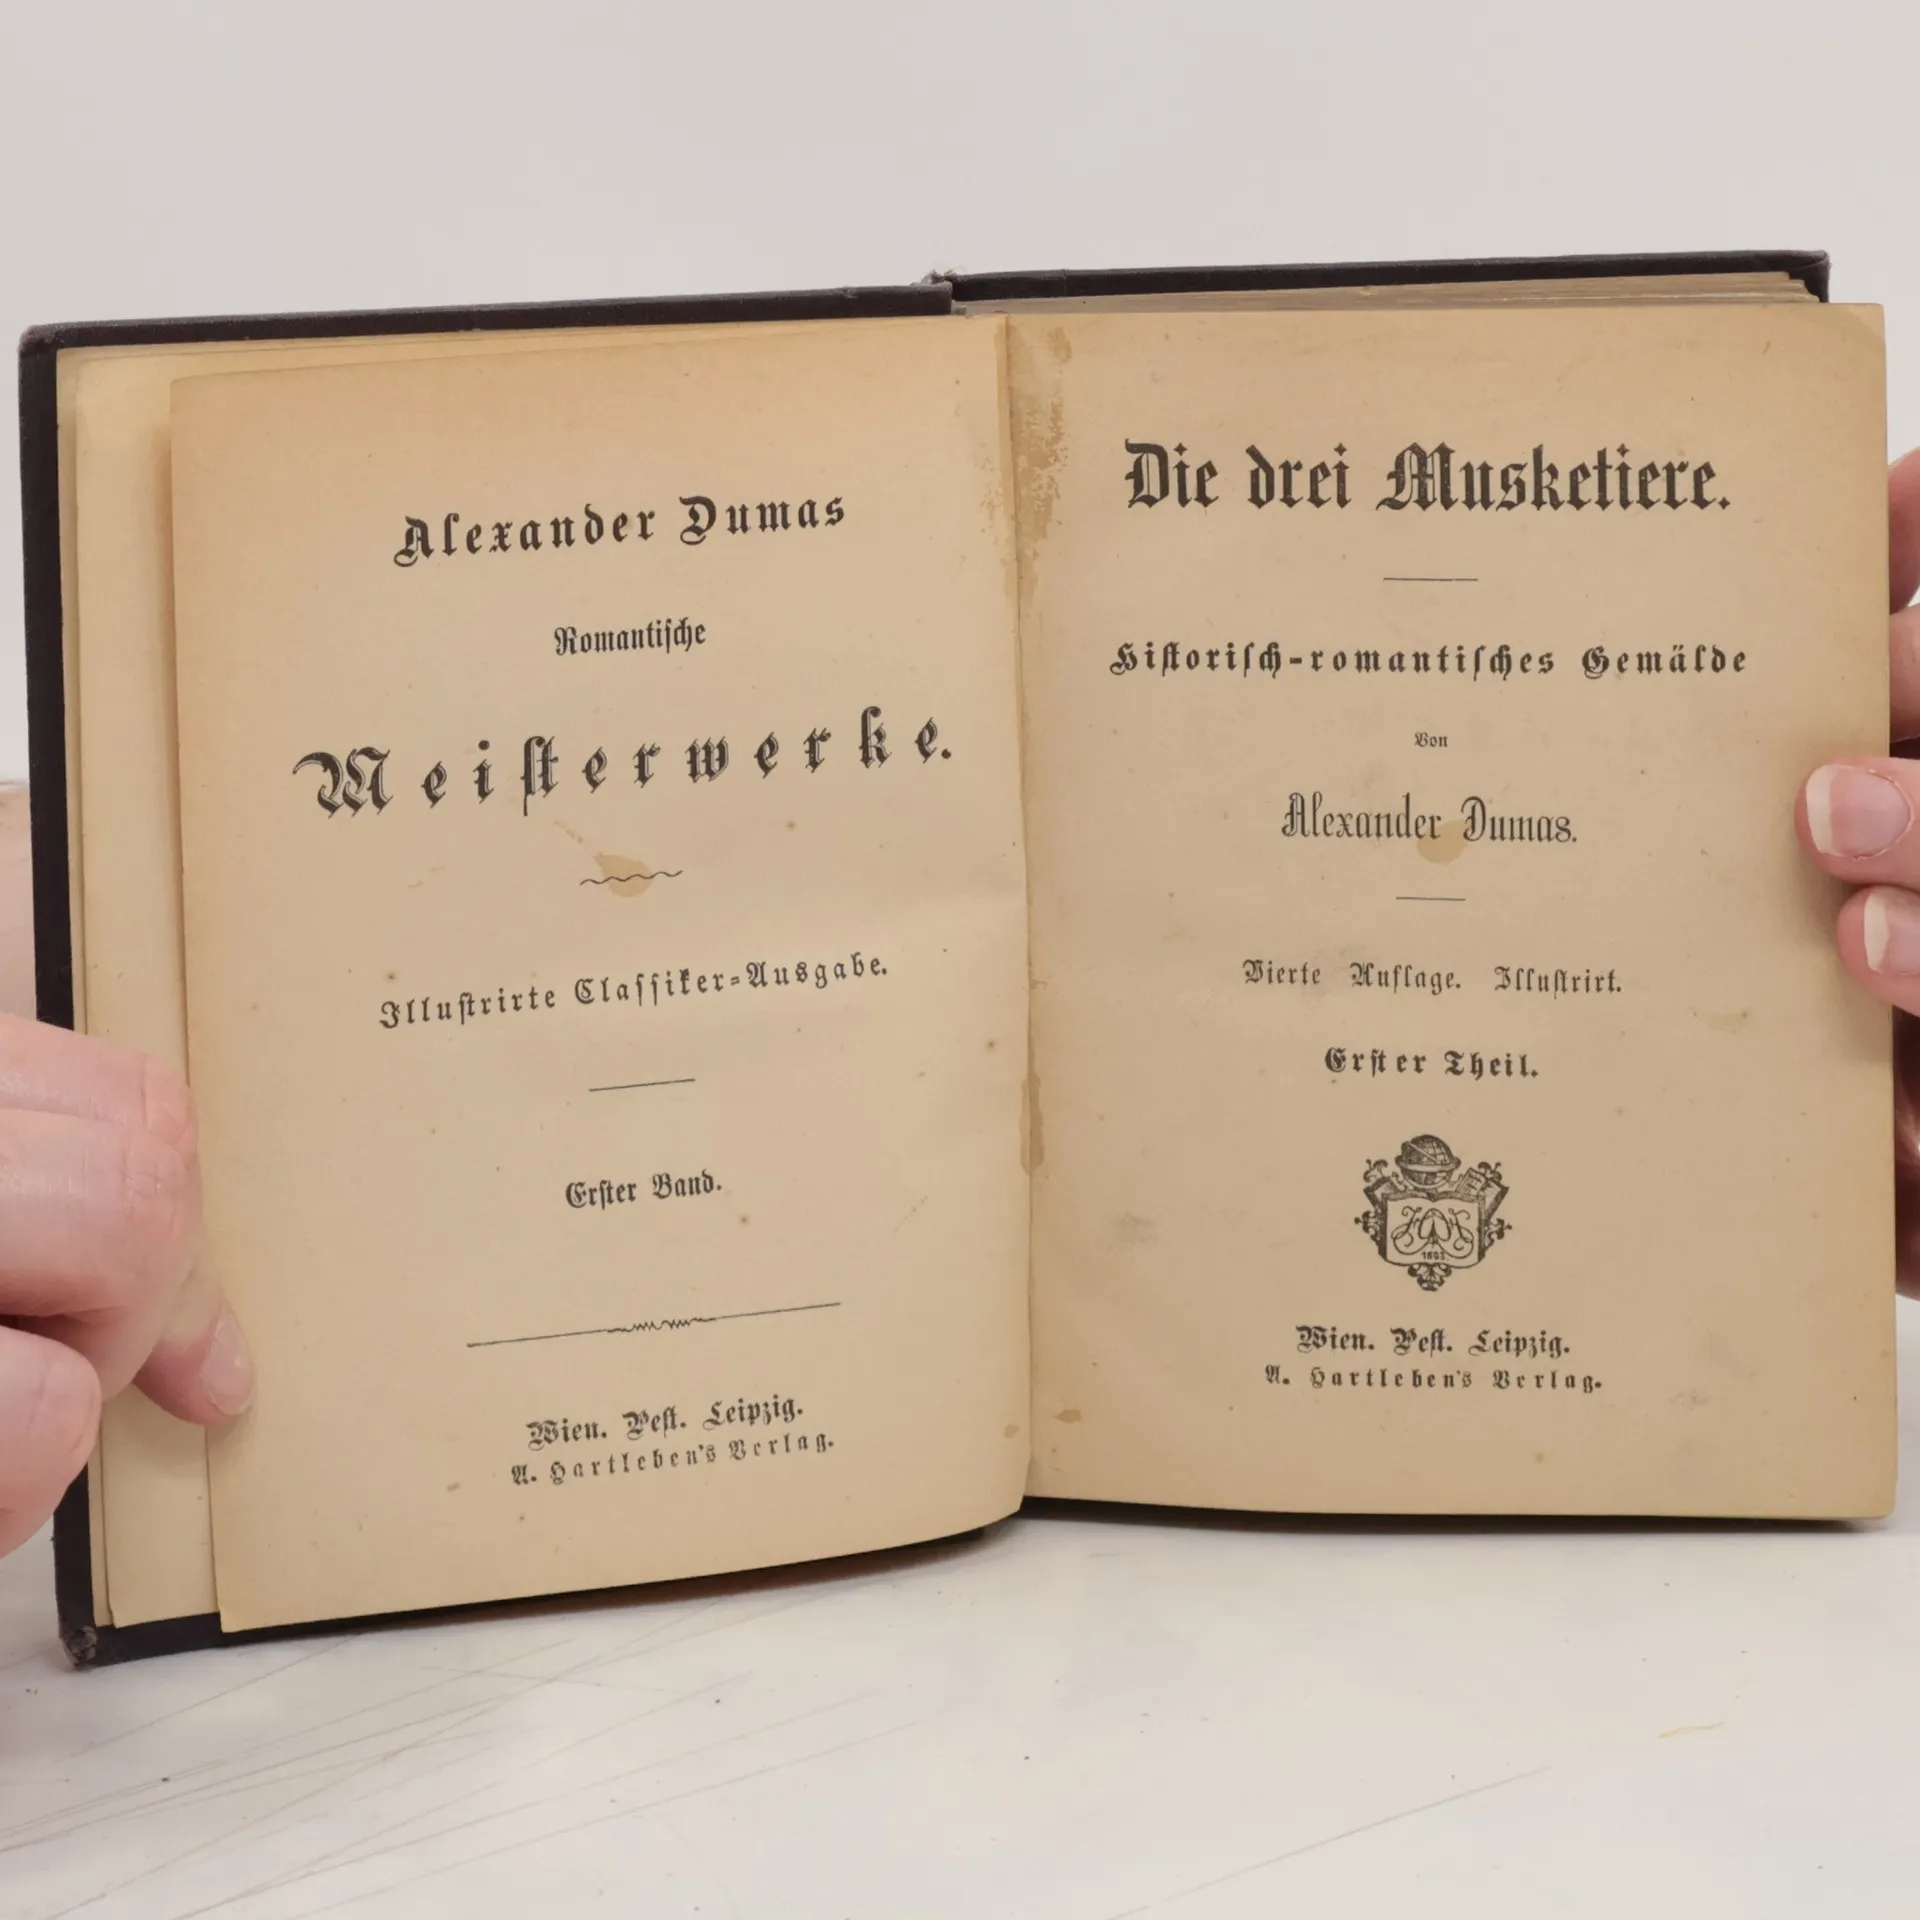 Alexander Dumas
Romantische
Meisterwerke.
Illustrirte Classiker-Ausgabe.
Erster Band.
Wien. Pest. Leipzig.
A. Hartleben's Verlag.
Die drei Musketiere.
Historisch-romantisches Gemälde
Von
Alexander Dumas.
Vierte Auflage. Illustrirt.
Erster Theil.
Wien. Pest. Leipzig.
A. Hartleben's Verlag.